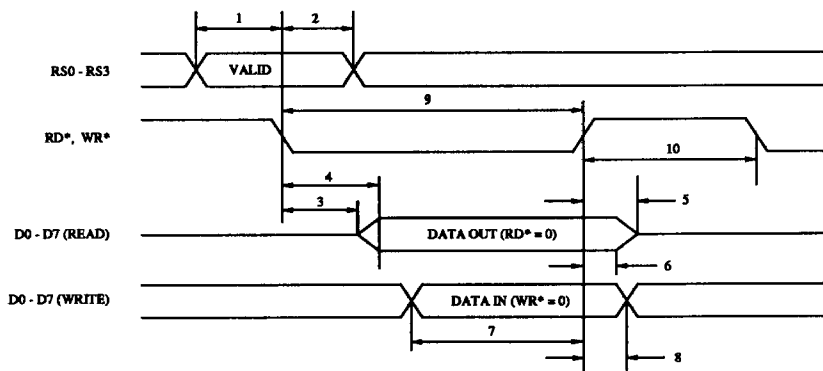 1 2
RS0 - RS3 VALID
9
RD*, WR*
10
4
3 5
D0 - D7 (READ) DATA OUT (RD* = 0)
6
D0 - D7 (WRITE) DATA IN (WR* = 0)
7
8